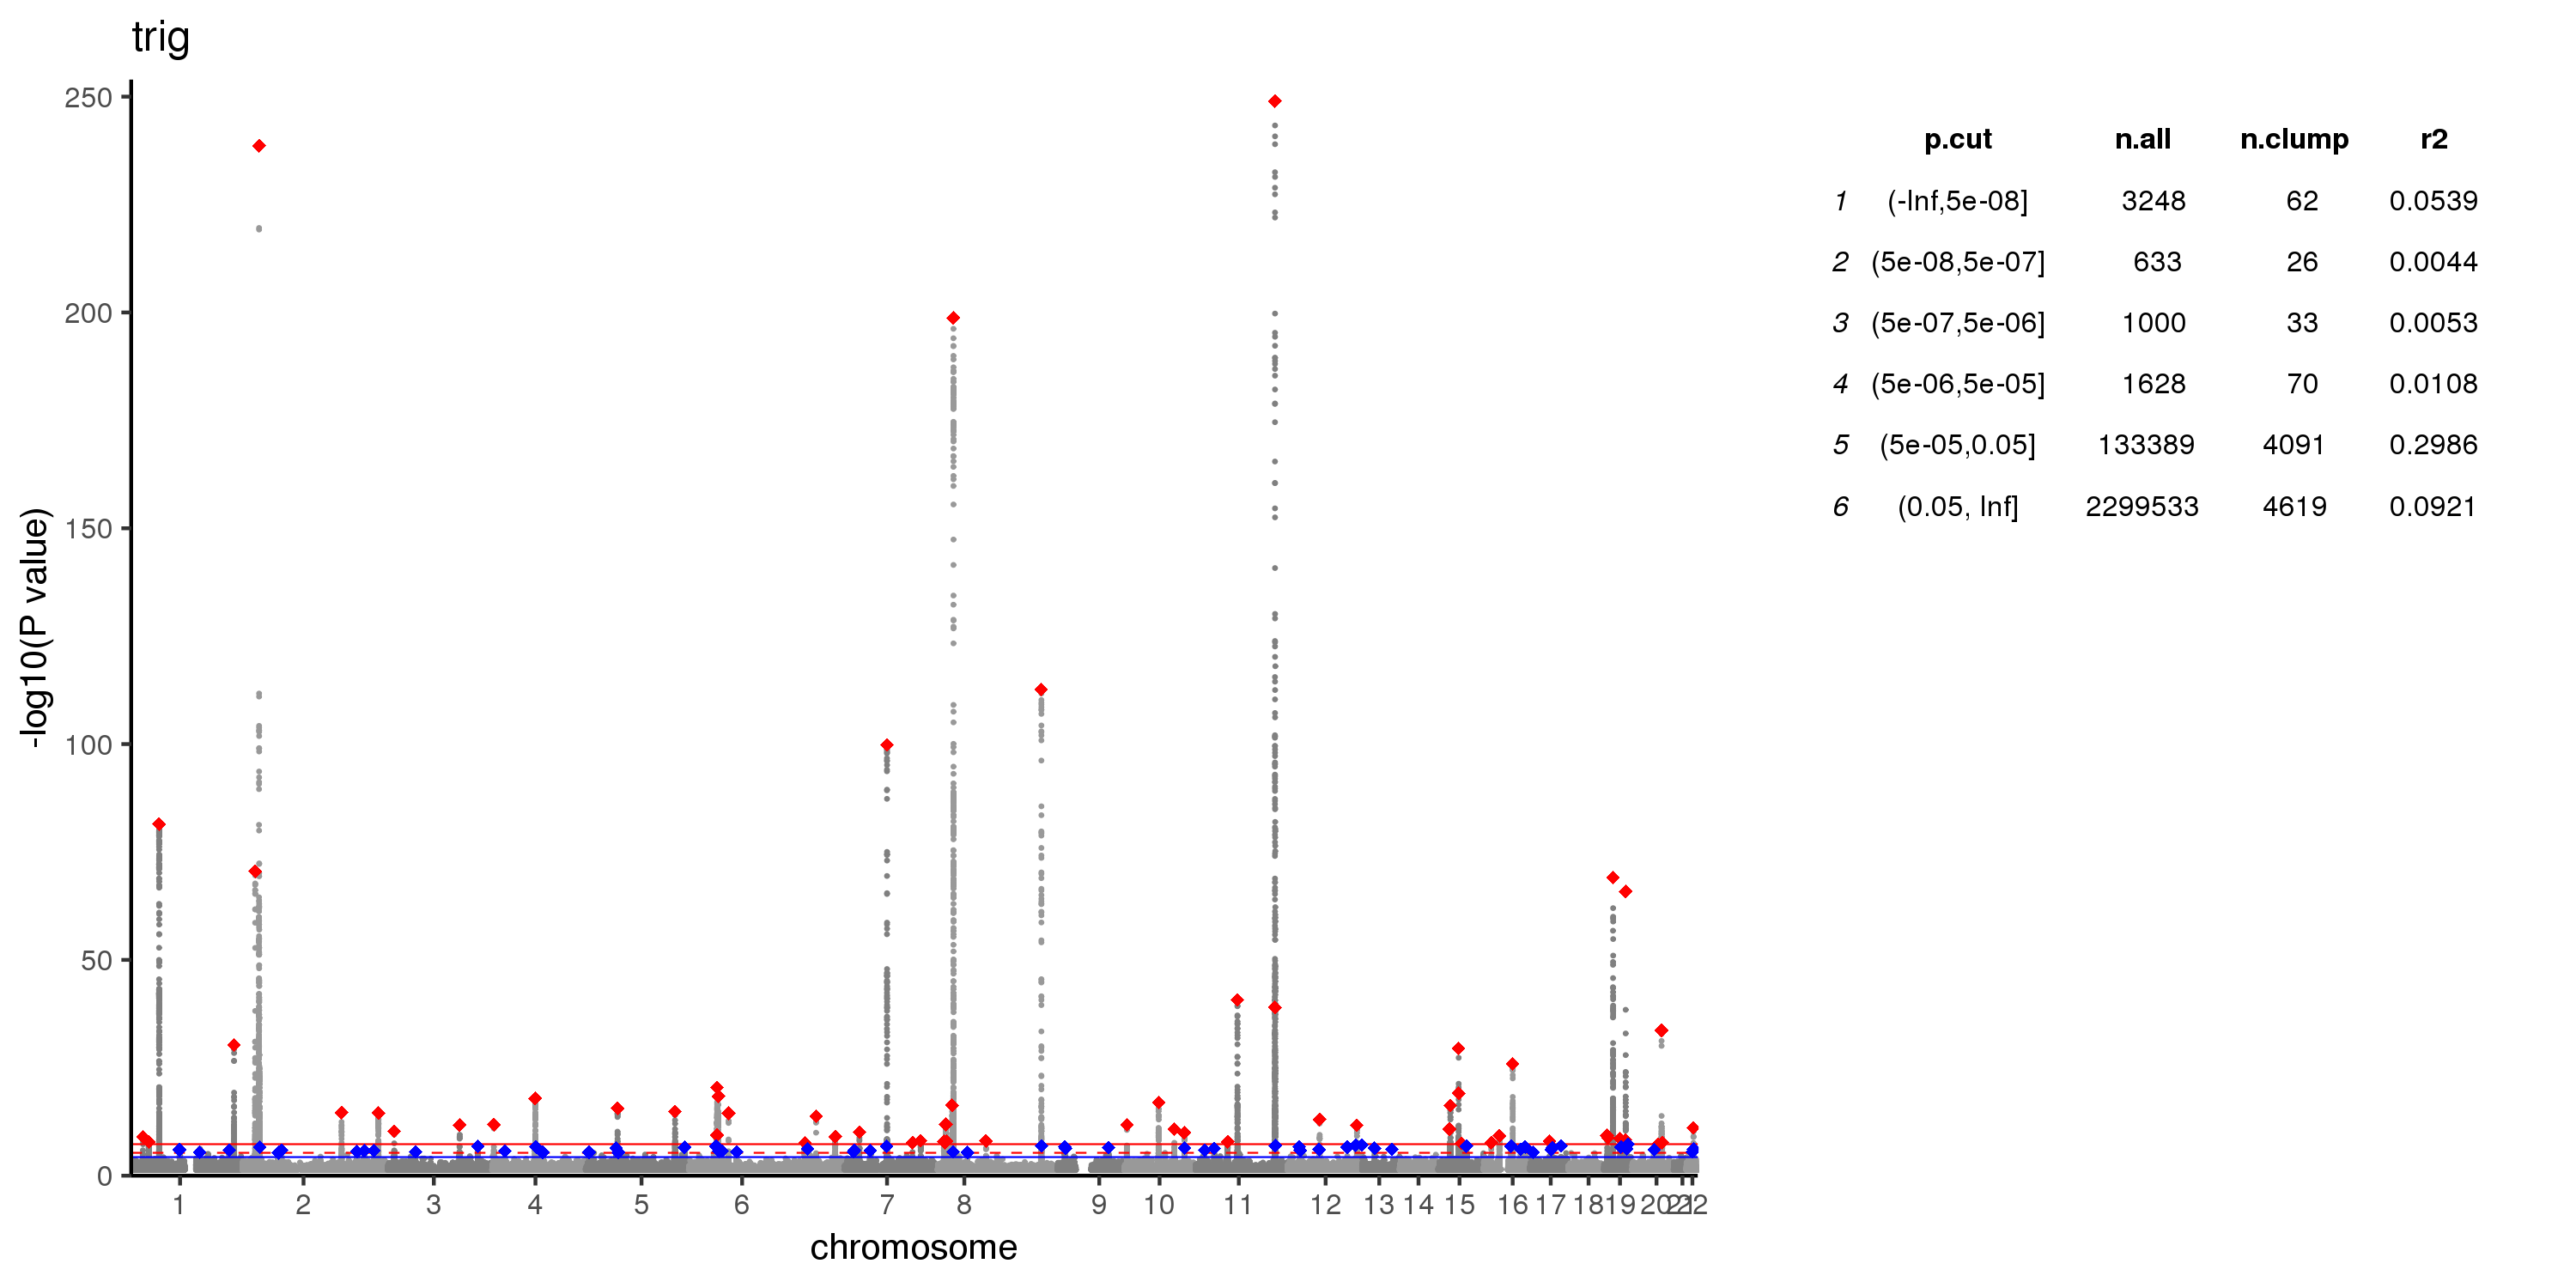 trig
-log10(P value)
250
200
150
100
50
0
1 2 3 4 5 6 7 8 9 10 11 12 13 14 15 16 17 18 19 20 21 22
chromosome
p.cut n.all n.clump r2
1 (-Inf,5e-08] 3248 62 0.0539
2 (5e-08,5e-07] 633 26 0.0044
3 (5e-07,5e-06] 1000 33 0.0053
4 (5e-06,5e-05] 1628 70 0.0108
5 (5e-05,0.05] 133389 4091 0.2986
6 (0.05, Inf] 2299533 4619 0.0921